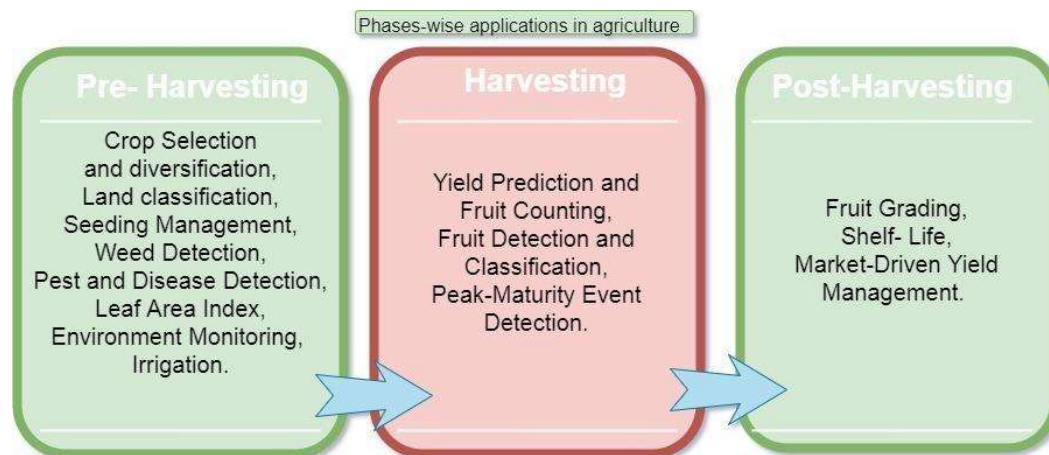 Phases-wise applications in agriculture
Pre- Harvesting
Crop Selection
and diversification,
Land classification,
Seeding Management,
Weed Detection,
Pest and Disease Detection,
Leaf Area Index,
Environment Monitoring,
Irrigation.
Harvesting
Yield Prediction and
Fruit Counting,
Fruit Detection and
Classification,
Peak-Maturity Event
Detection.
Post-Harvesting
Fruit Grading,
Shelf- Life,
Market-Driven Yield
Management.